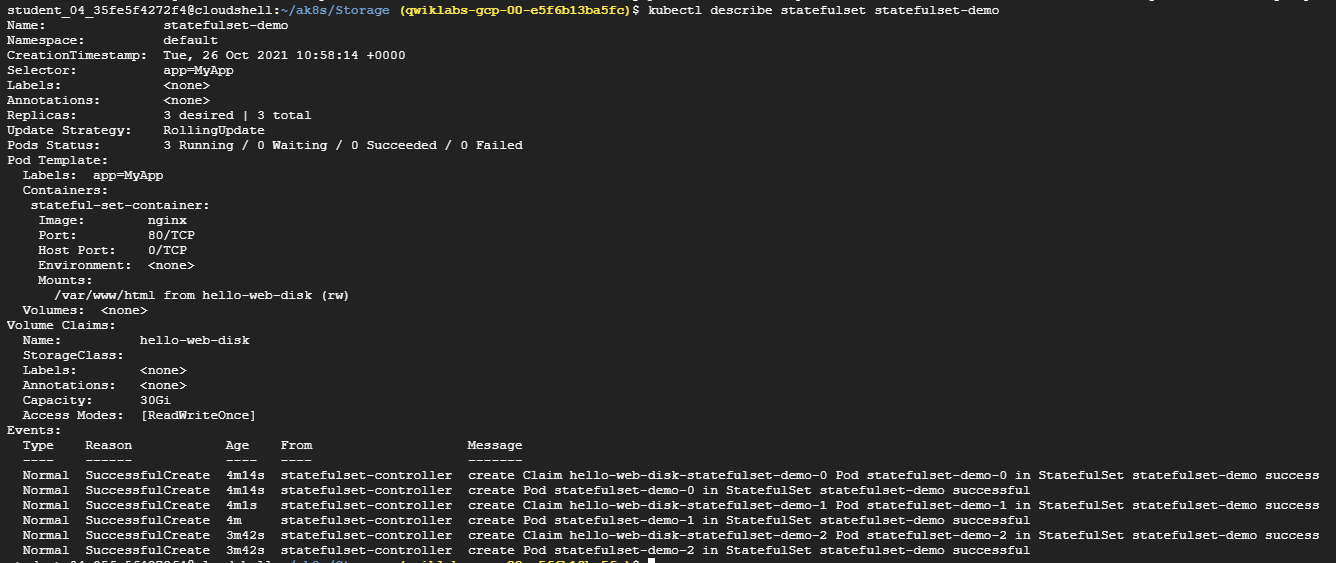 student_04_35fe5f4272f4@cloudshell:~/ak8s/Storage (qwiklabs-gcp-00-e5f6b13ba5fc)$ kubectl describe statefulset statefulset-demo
Name:               statefulset-demo
Namespace:          default
CreationTimestamp:  Tue, 26 Oct 2021 10:58:14 +0000
Selector:           app=MyApp
Labels:             <none>
Annotations:        <none>
Replicas:           3 desired | 3 total
Update Strategy:    RollingUpdate
Pods Status:        3 Running / 0 Waiting / 0 Succeeded / 0 Failed
Pod Template:
  Labels:  app=MyApp
  Containers:
   stateful-set-container:
    Image:        nginx
    Port:         80/TCP
    Host Port:    0/TCP
    Environment:  <none>
    Mounts:
      /var/www/html from hello-web-disk (rw)
  Volumes:  <none>
Volume Claims:
  Name:          hello-web-disk
  StorageClass:
  Labels:        <none>
  Annotations:   <none>
  Capacity:      30Gi
  Access Modes:  [ReadWriteOnce]
Events:
  Type    Reason            Age    From                    Message
  ----    ------            ----   ----                    -------
  Normal  SuccessfulCreate  4m14s  statefulset-controller  create Claim hello-web-disk-statefulset-demo-0 Pod statefulset-demo-0 in StatefulSet statefulset-demo success
  Normal  SuccessfulCreate  4m14s  statefulset-controller  create Pod statefulset-demo-0 in StatefulSet statefulset-demo successful
  Normal  SuccessfulCreate  4m1s   statefulset-controller  create Claim hello-web-disk-statefulset-demo-1 Pod statefulset-demo-1 in StatefulSet statefulset-demo success
  Normal  SuccessfulCreate  4m     statefulset-controller  create Pod statefulset-demo-1 in StatefulSet statefulset-demo successful
  Normal  SuccessfulCreate  3m42s  statefulset-controller  create Claim hello-web-disk-statefulset-demo-2 Pod statefulset-demo-2 in StatefulSet statefulset-demo success
  Normal  SuccessfulCreate  3m42s  statefulset-controller  create Pod statefulset-demo-2 in StatefulSet statefulset-demo successful